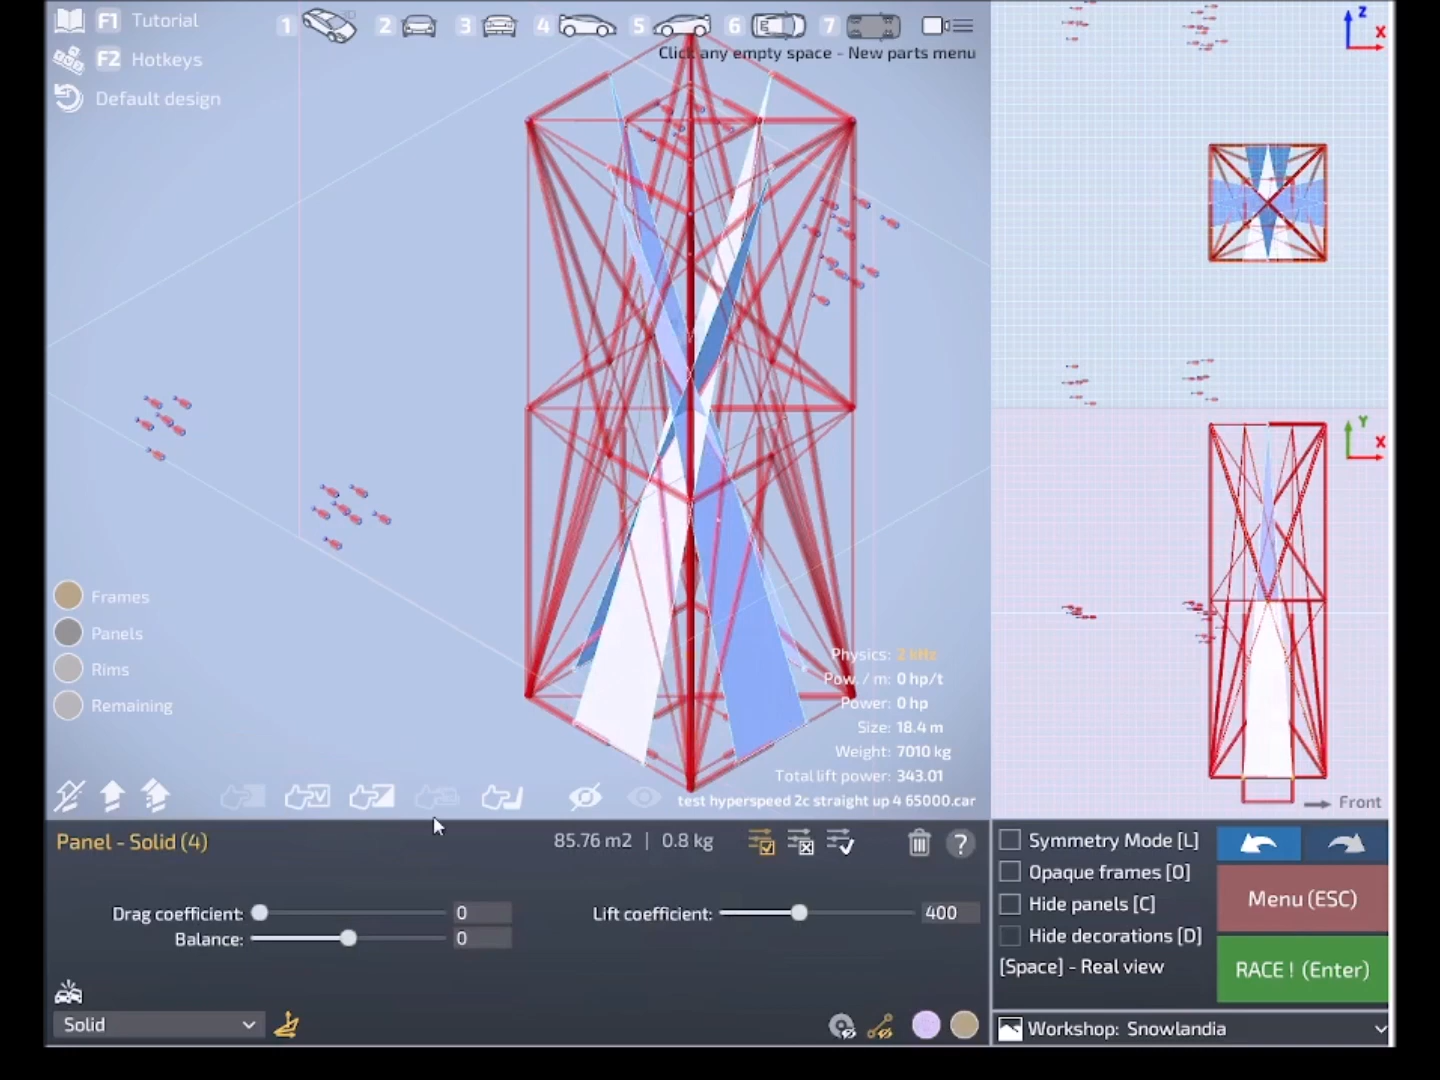 F1 Tutorial
F2 Hotkeys
Default design
1 2 3 4 5 6 7
Click any empty space - New parts menu
Z
X
Y
X
Frames
Panels
Rims
Remaining
Physics: 2 KHz
Pow. / m: 0 hp/t
Power: 0 hp
Size: 18.4 m
Weight: 7010 kg
Total lift power: 343.01
test hyperspeed 2c straight up 4 65000.car
Front
Panel - Solid (4)
85.76 m2 | 0.8 kg
?
Drag coefficient: 0
Lift coefficient: 400
Balance: 0
Solid
Symmetry Mode [L]
Opaque frames [O]
Hide panels [C]
Hide decorations [D]
[Space] - Real view
Menu (ESC)
RACE ! (Enter)
Workshop: Snowlandia